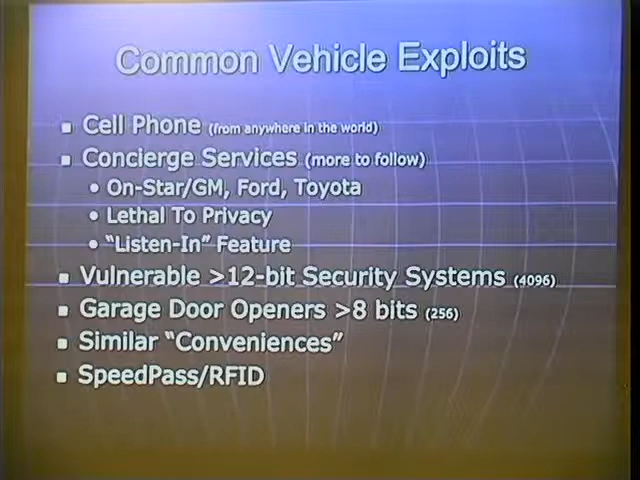 Common Vehicle Exploits
Cell Phone (from anywhere in the world)
Concierge Services (more to follow)
On-Star/GM, Ford, Toyota
Lethal To Privacy
“Listen-In” Feature
Vulnerable >12-bit Security Systems (4096)
Garage Door Openers >8 bits (256)
Similar “Conveniences”
SpeedPass/RFID